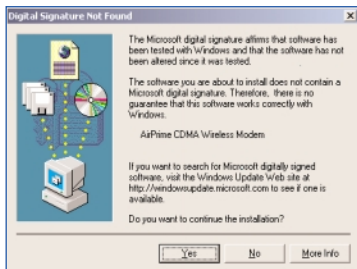 Digital Signature Not Found
The Microsoft digital signature affirms that software has
been tested with Windows and that the software has not
been altered since it was tested.
The software you are about to install does not contain a
Microsoft digital signature. Therefore, there is no
guarantee that this software works correctly with
Windows.
AirPrime CDMA Wireless Modem
If you want to search for Microsoft digitally signed
software, visit the Windows Update Web site at
http://windowsupdate.microsoft.com to see if one is
available.
Do you want to continue the installation?
Yes No More Info